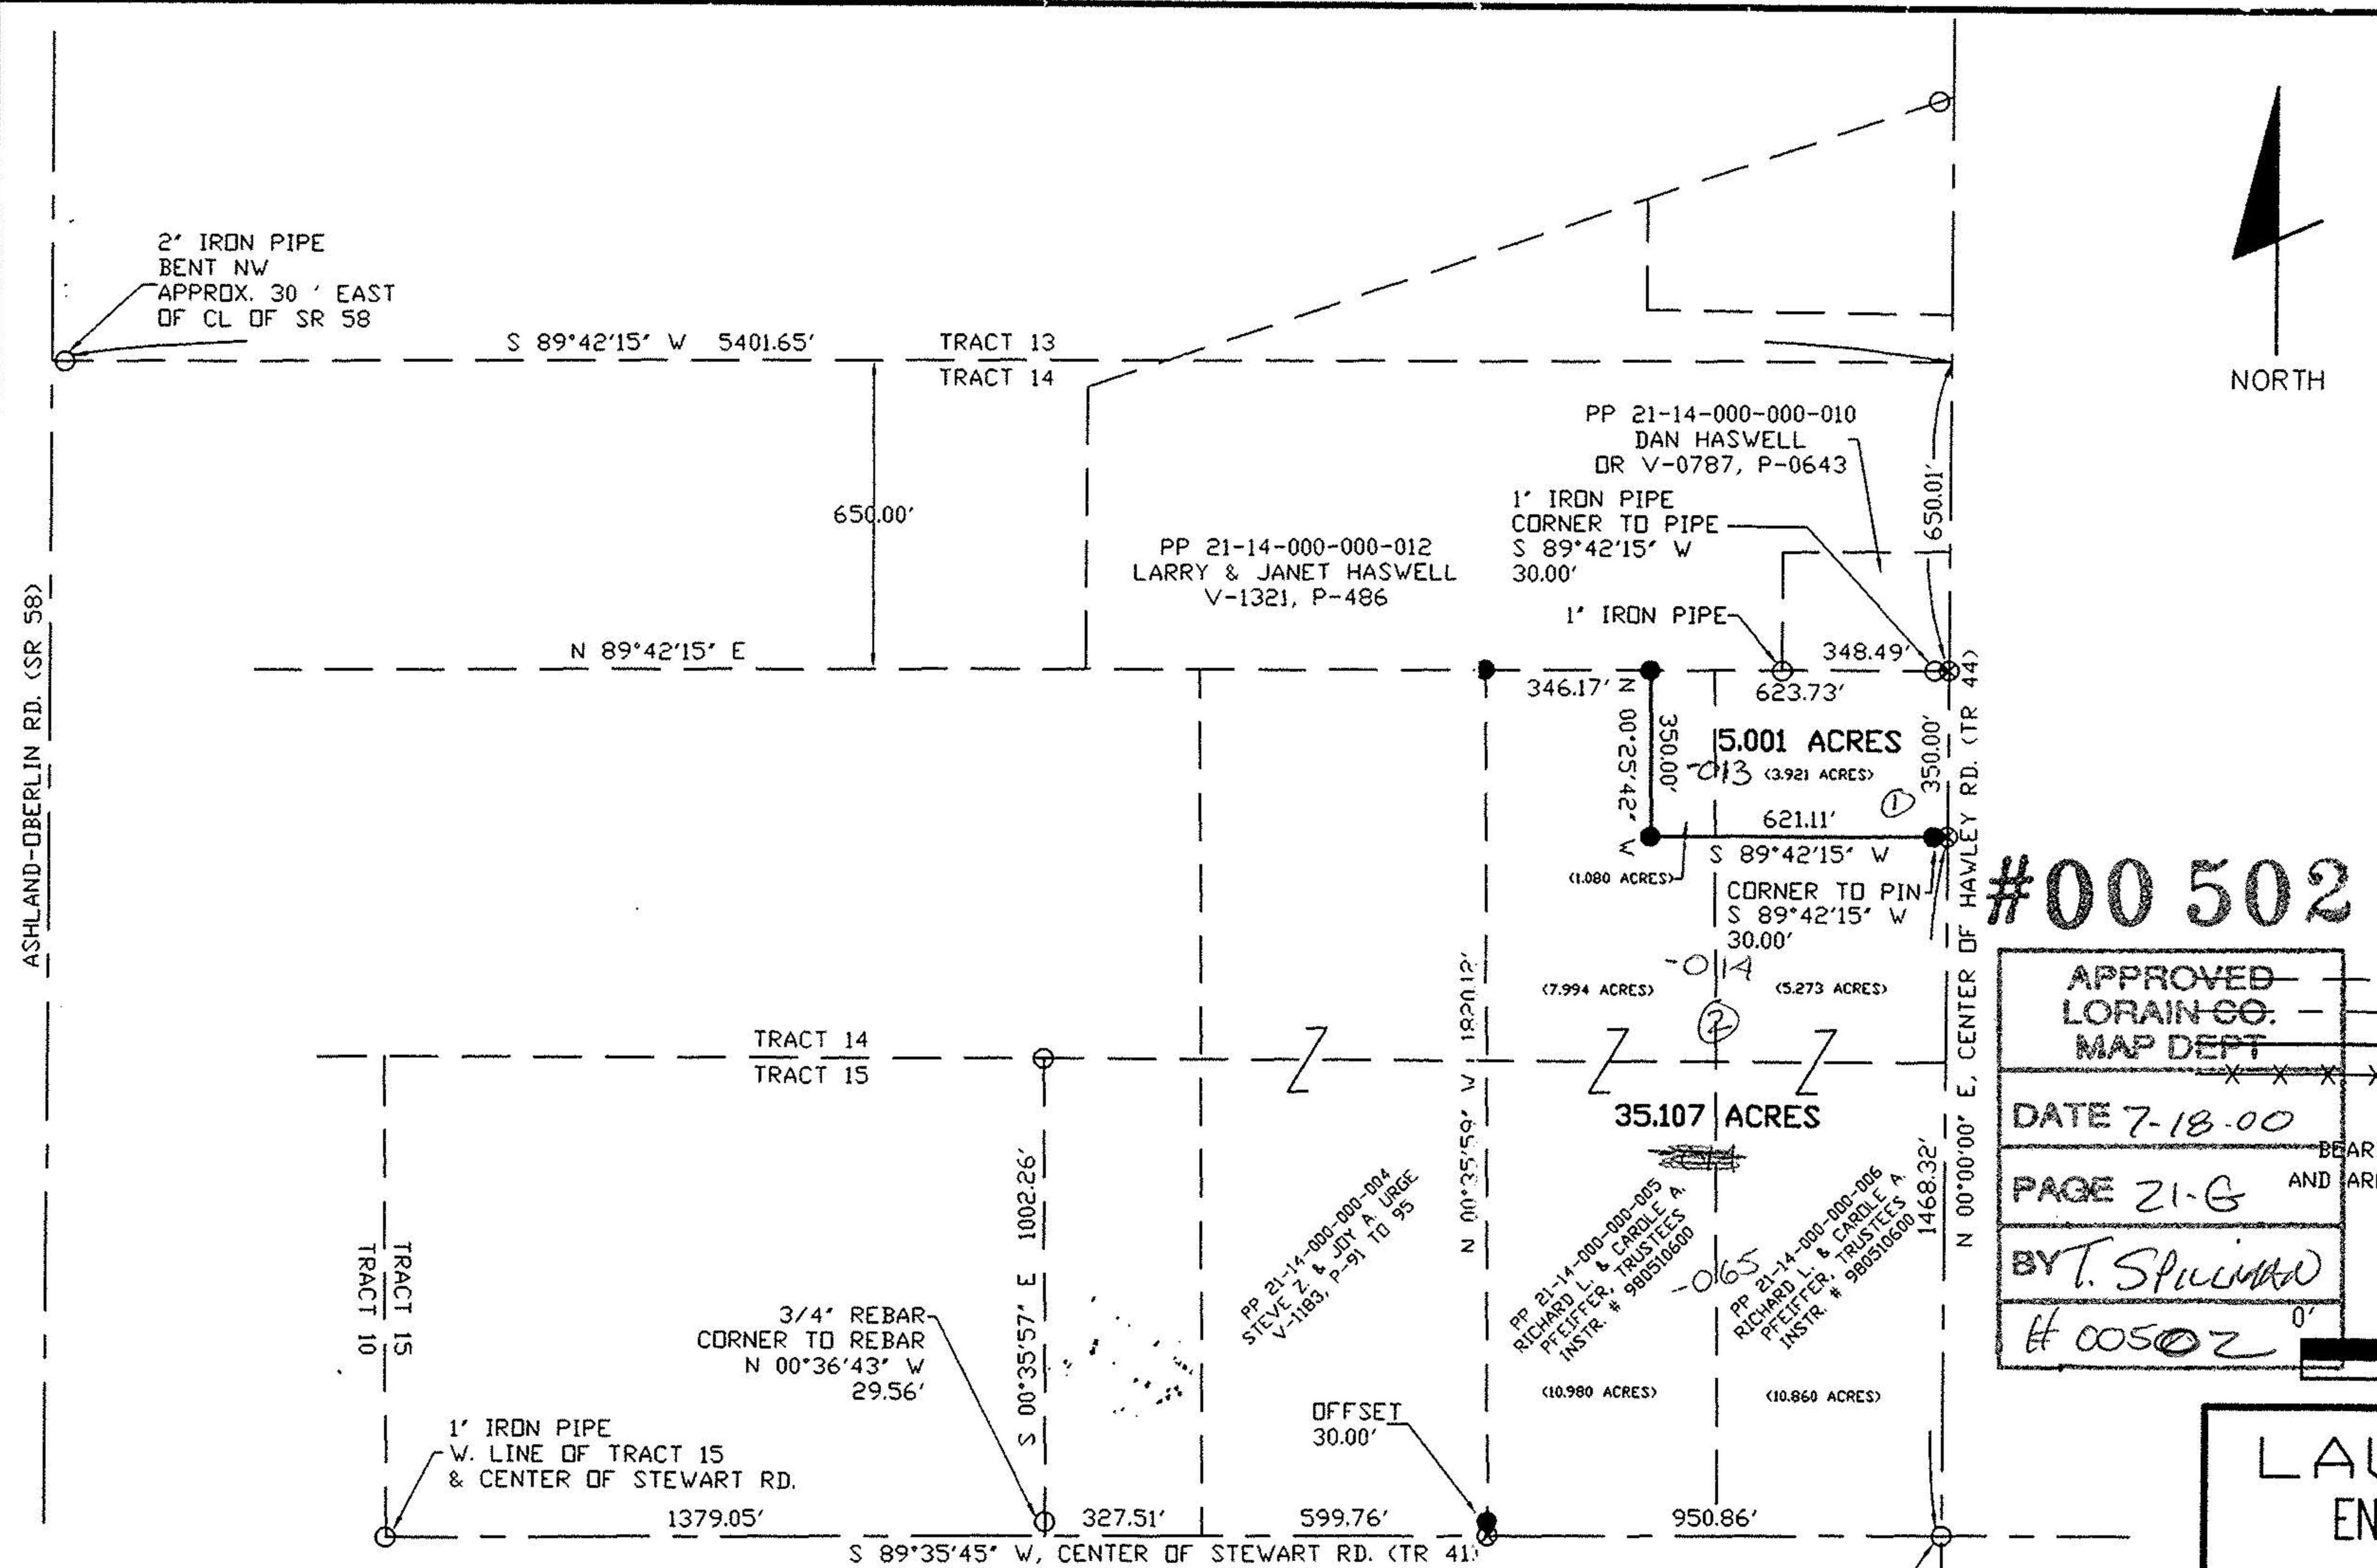 2" IRON PIPE
BENT NW
APPROX. 30 ' EAST
OF CL OF SR 58
S 89°42'15" W 5401.65'
TRACT 13
TRACT 14
NORTH
650.00'
PP 21-14-000-000-010
DAN HASWELL
OR V-0787, P-0643
1" IRON PIPE
CORNER TO PIPE
S 89°42'15" W
30.00'
650.01'
PP 21-14-000-000-012
LARRY & JANET HASWELL
V-1321, P-486
1" IRON PIPE
N 89°42'15" E
348.49'
346.17'
623.73'
ASHLAND-OBERLIN RD. (SR 58)
N 00°25'42" W
350.00'
5.001 ACRES
-013
(3.921 ACRES)
1
350.00'
621.11'
S 89°42'15" W
(1.080 ACRES)
CORNER TO PIN
S 89°42'15" W
30.00'
N 00°00'00" E, CENTER OF HAWLEY RD. (TR 44)
#00 502
-014
(7.994 ACRES)
(5.273 ACRES)
2
APPROVED
LORAIN CO.
MAP DEPT
DATE 7-18-00
PAGE 21-G
BY T. SPILLMAN
# 00502
BEAR
AND ARE
0'
TRACT 14
TRACT 15
N 00°35'59" W 1820.12'
35.107 ACRES
1468.32'
TRACT 15
TRACT 10
S 00°35'57" E 1002.26'
PP 21-14-000-000-004
STEVE Z. & JOY A. URGE
V-1183, P-91 TO 95
PP 21-14-000-000-005
RICHARD L. & CAROLE A.
PFEIFFER, TRUSTEES
INSTR. # 980510600
-065
PP 21-14-000-000-006
RICHARD L. & CAROLE A.
PFEIFFER, TRUSTEES
INSTR. # 980510600
3/4" REBAR
CORNER TO REBAR
N 00°36'43" W
29.56'
(10.980 ACRES)
(10.860 ACRES)
1" IRON PIPE
W. LINE OF TRACT 15
& CENTER OF STEWART RD.
OFFSET
30.00'
LAU
EN
1379.05'
327.51'
599.76'
950.86'
S 89°35'45" W, CENTER OF STEWART RD. (TR 41)